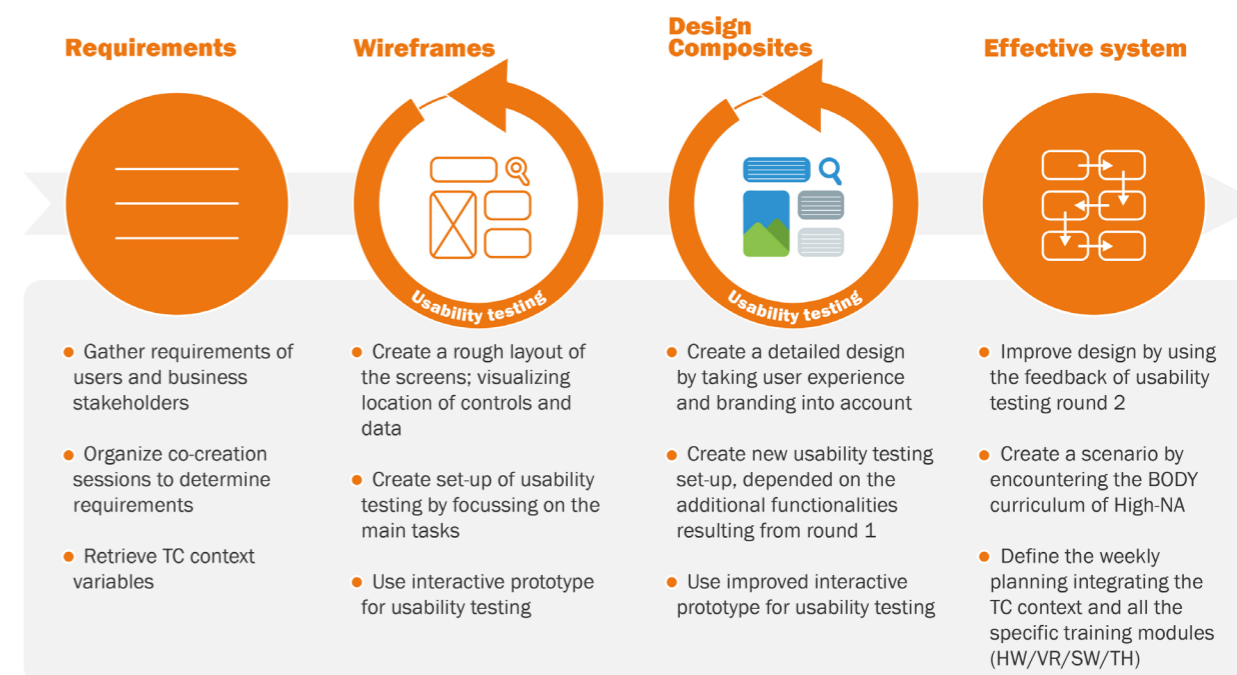 Requirements
Gather requirements of
users and business
stakeholders
Organize co-creation
sessions to determine
requirements
Retrieve TC context
variables
Wireframes
Usability testing
Create a rough layout of
the screens; visualizing
location of controls and
data
Create set-up of usability
testing by focussing on the
main tasks
Use interactive prototype
for usability testing
Design
Composites
Usability testing
Create a detailed design
by taking user experience
and branding into account
Create new usability testing
set-up, depended on the
additional functionalities
resulting from round 1
Use improved interactive
prototype for usability testing
Effective system
Improve design by using
the feedback of usability
testing round 2
Create a scenario by
encountering the BODY
curriculum of High-NA
Define the weekly
planning integrating the
TC context and all the
specific training modules
(HW/VR/SW/TH)